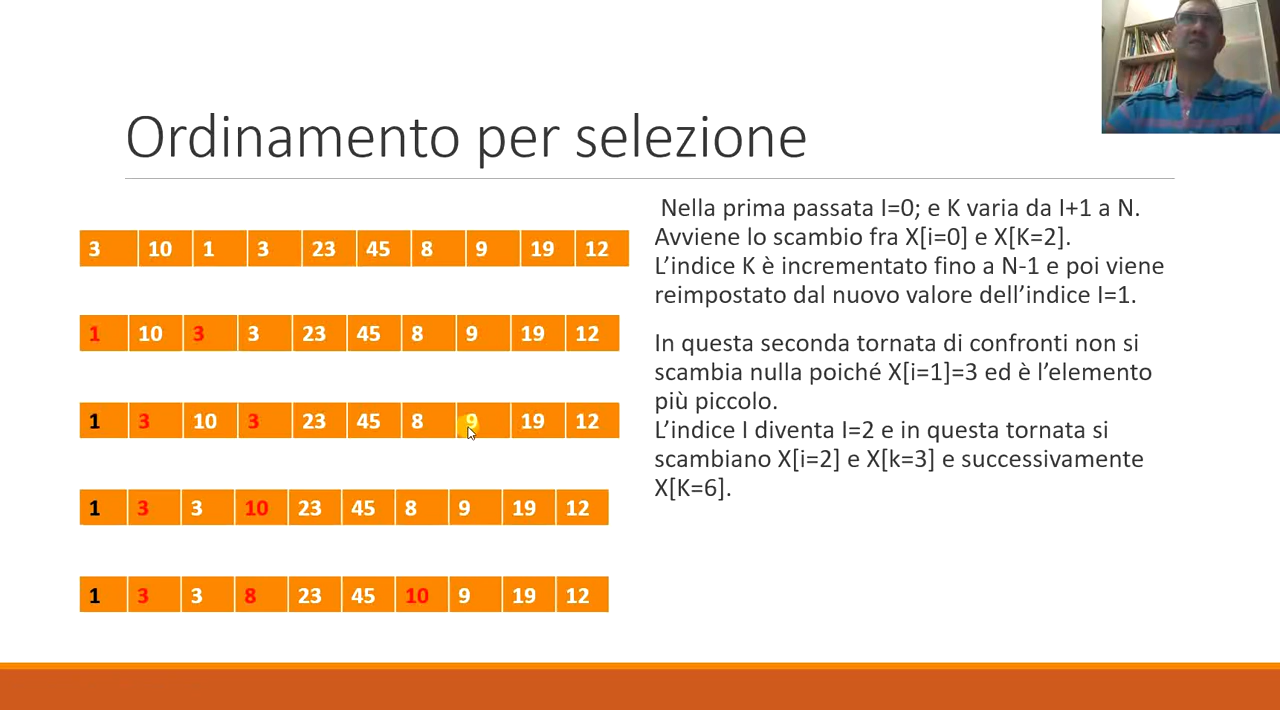 Ordinamento per selezione
3 10 1 3 23 45 8 9 19 12
1 10 3 3 23 45 8 9 19 12
1 3 10 3 23 45 8 9 19 12
1 3 3 10 23 45 8 9 19 12
1 3 3 8 23 45 10 9 19 12
Nella prima passata I=0; e K varia da I+1 a N.
Avviene lo scambio fra X[i=0] e X[K=2].
L’indice K è incrementato fino a N-1 e poi viene
reimpostato dal nuovo valore dell’indice I=1.
In questa seconda tornata di confronti non si
scambia nulla poiché X[i=1]=3 ed è l’elemento
più piccolo.
L’indice I diventa I=2 e in questa tornata si
scambiano X[i=2] e X[k=3] e successivamente
X[K=6].